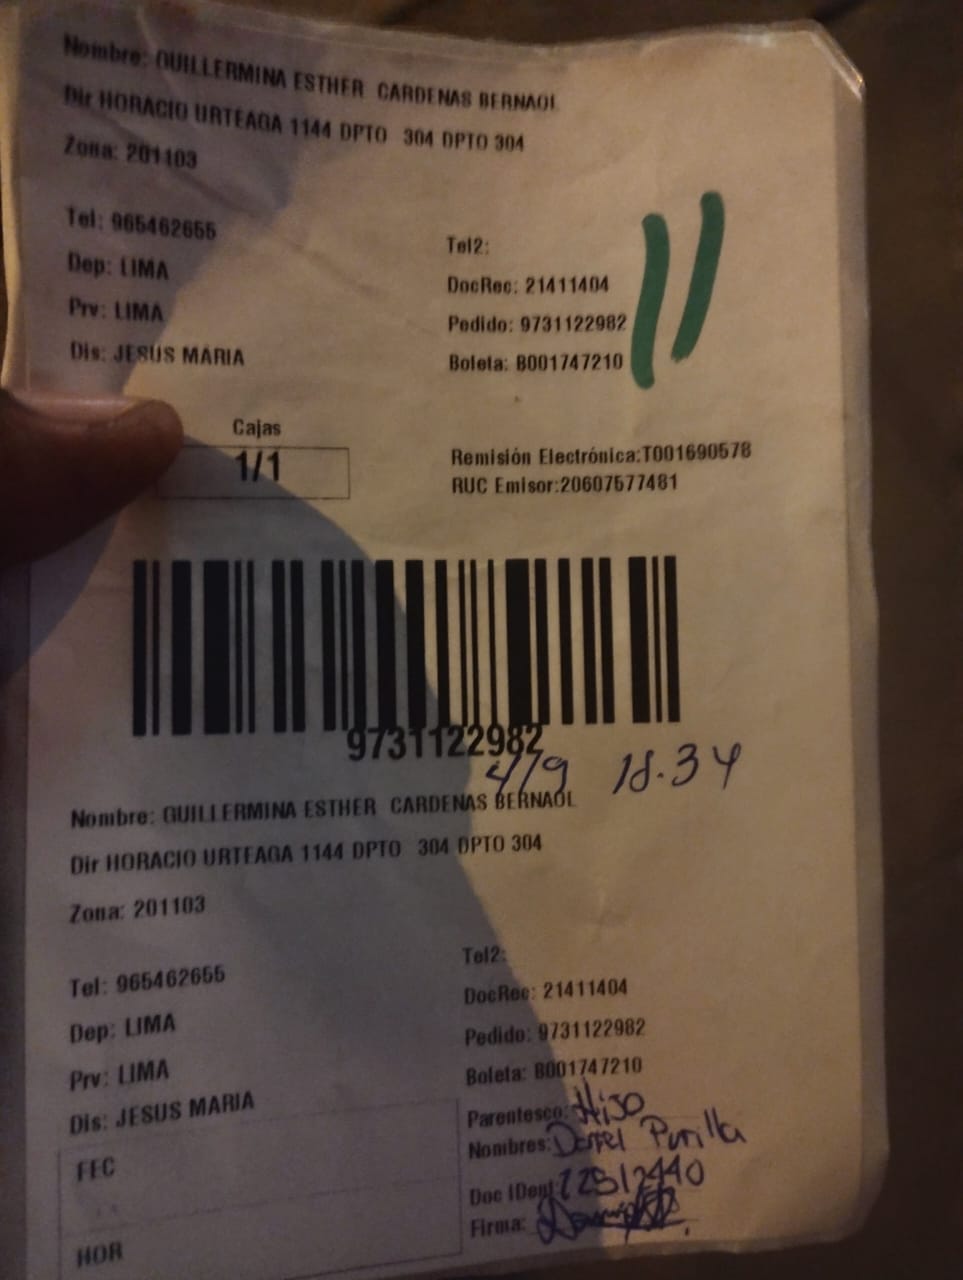 Nombre: GUILLERMINA ESTHER CARDENAS BERNAOL
Dir HORACIO URTEAGA 1144 DPTO 304 DPTO 304
Zona: 201103
Tel: 965462655
Tel2:
Dep: LIMA
DocRec: 21411404
Prv: LIMA
Pedido: 9731122982
Dis: JESUS MARIA
Boleta: B001747210
11
Cajas
1/1
Remisión Electrónica:T001690578
RUC Emisor:20607577481
9731122982
4/9 18.34
Nombre: GUILLERMINA ESTHER CARDENAS BERNAOL
Dir HORACIO URTEAGA 1144 DPTO 304 DPTO 304
Zona: 201103
Tel: 965462655
Tel2:
Dep: LIMA
DocRec: 21411404
Prv: LIMA
Pedido: 9731122982
Dis: JESUS MARIA
Boleta: B001747210
Parentesco: Hijo
Nombres: Purilla
FEC
Doc IDent:
Firma:
HOR